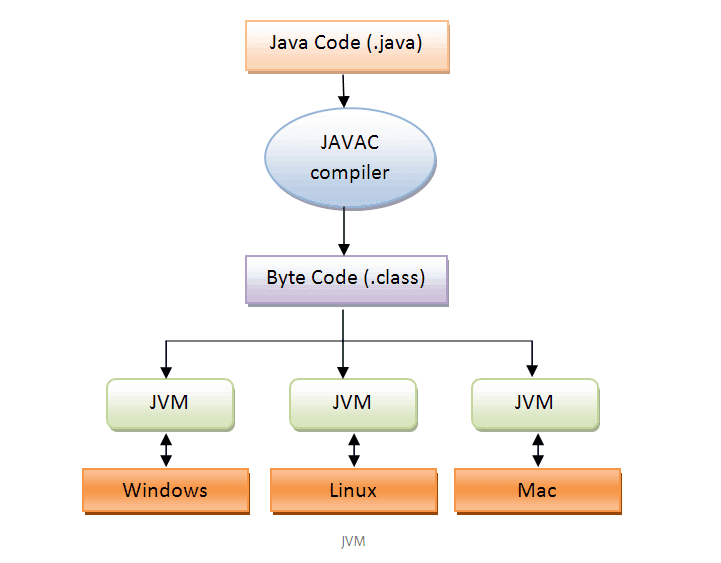 Java Code (.java)
JAVAC
compiler
Byte Code (.class)
JVM
JVM
JVM
Windows
Linux
Mac
JVM